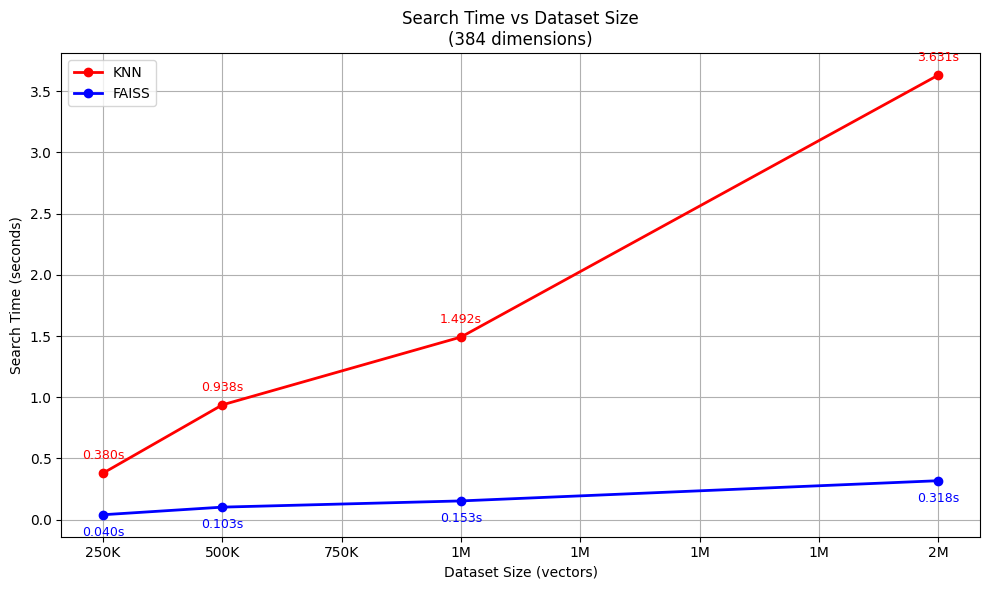 Search Time vs Dataset Size
(384 dimensions)
KNN
FAISS
3.631s
1.492s
0.938s
0.380s
0.318s
0.153s
0.103s
0.040s
3.5
3.0
2.5
2.0
1.5
1.0
0.5
0.0
Search Time (seconds)
250K 500K 750K 1M 1M 1M 1M 2M
Dataset Size (vectors)